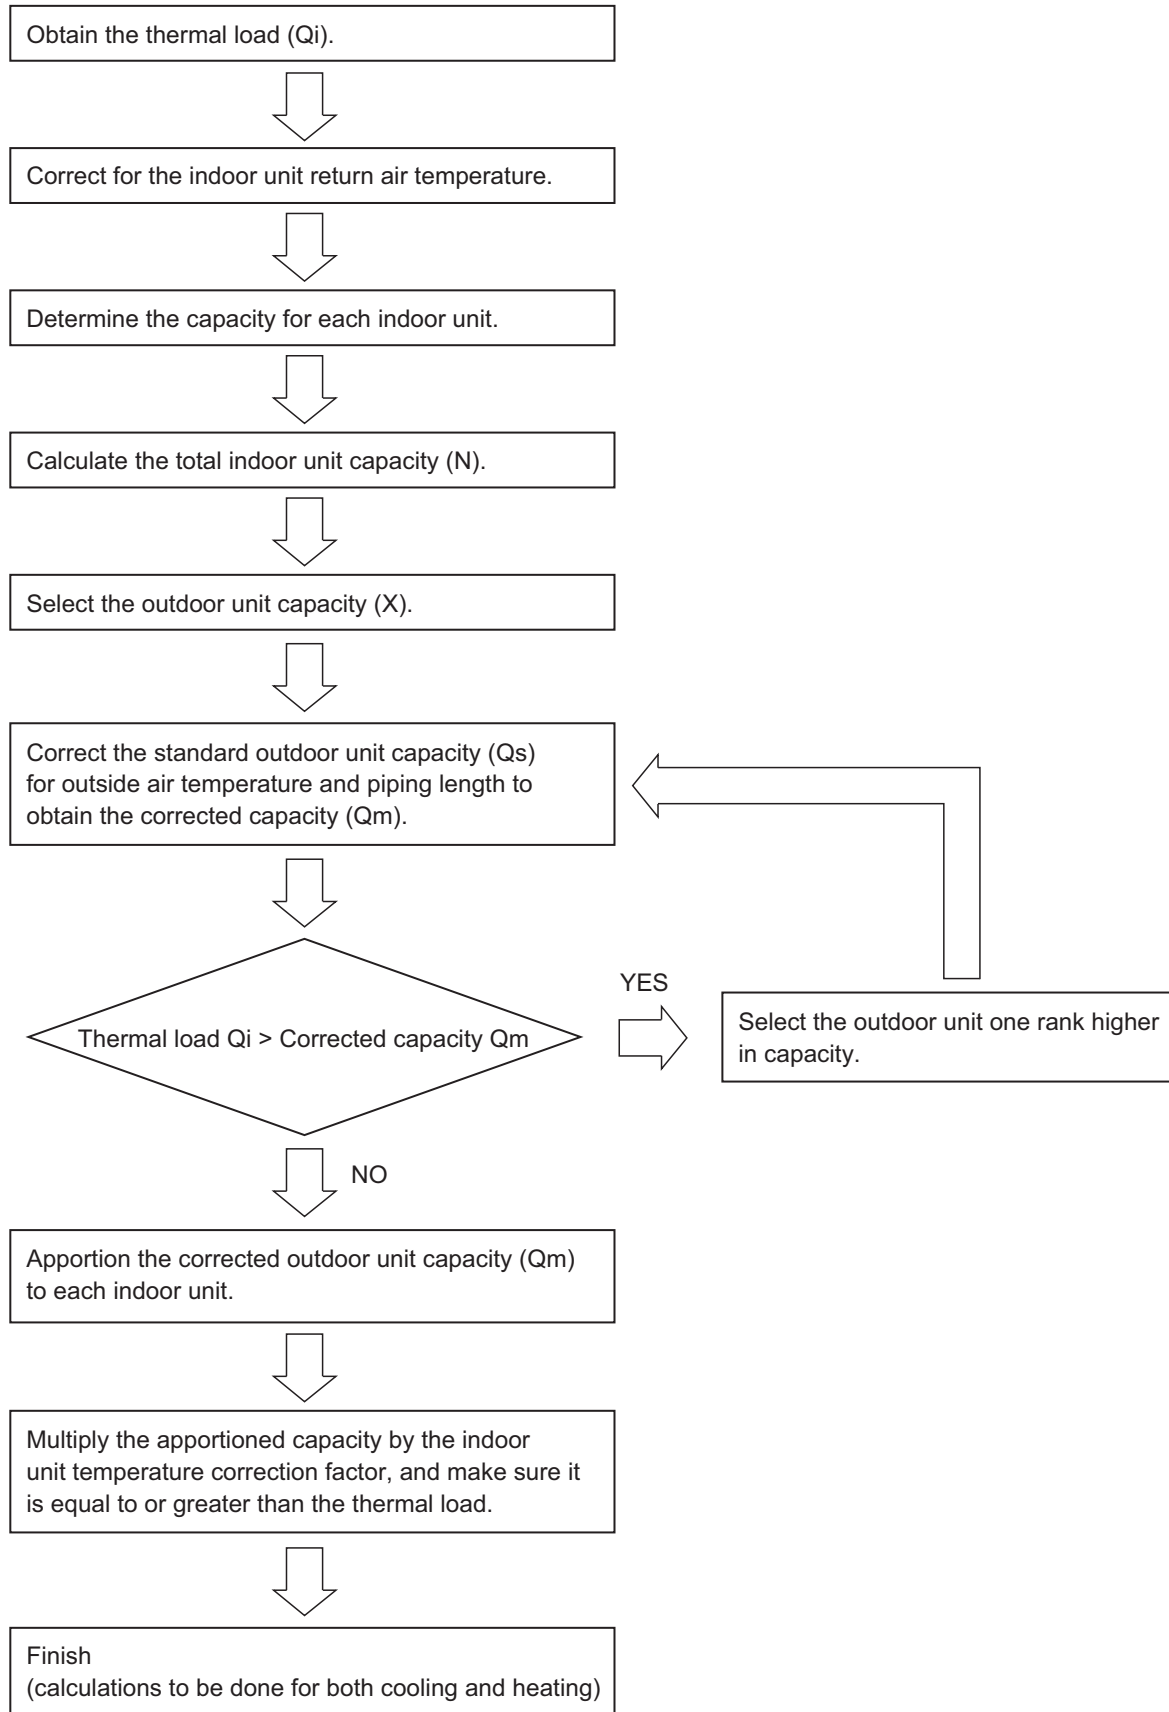 Obtain the thermal load (Qi).
Correct for the indoor unit return air temperature.
Determine the capacity for each indoor unit.
Calculate the total indoor unit capacity (N).
Select the outdoor unit capacity (X).
Correct the standard outdoor unit capacity (Qs)
for outside air temperature and piping length to
obtain the corrected capacity (Qm).
Thermal load Qi > Corrected capacity Qm
YES
Select the outdoor unit one rank higher
in capacity.
NO
Apportion the corrected outdoor unit capacity (Qm)
to each indoor unit.
Multiply the apportioned capacity by the indoor
unit temperature correction factor, and make sure it
is equal to or greater than the thermal load.
Finish
(calculations to be done for both cooling and heating)